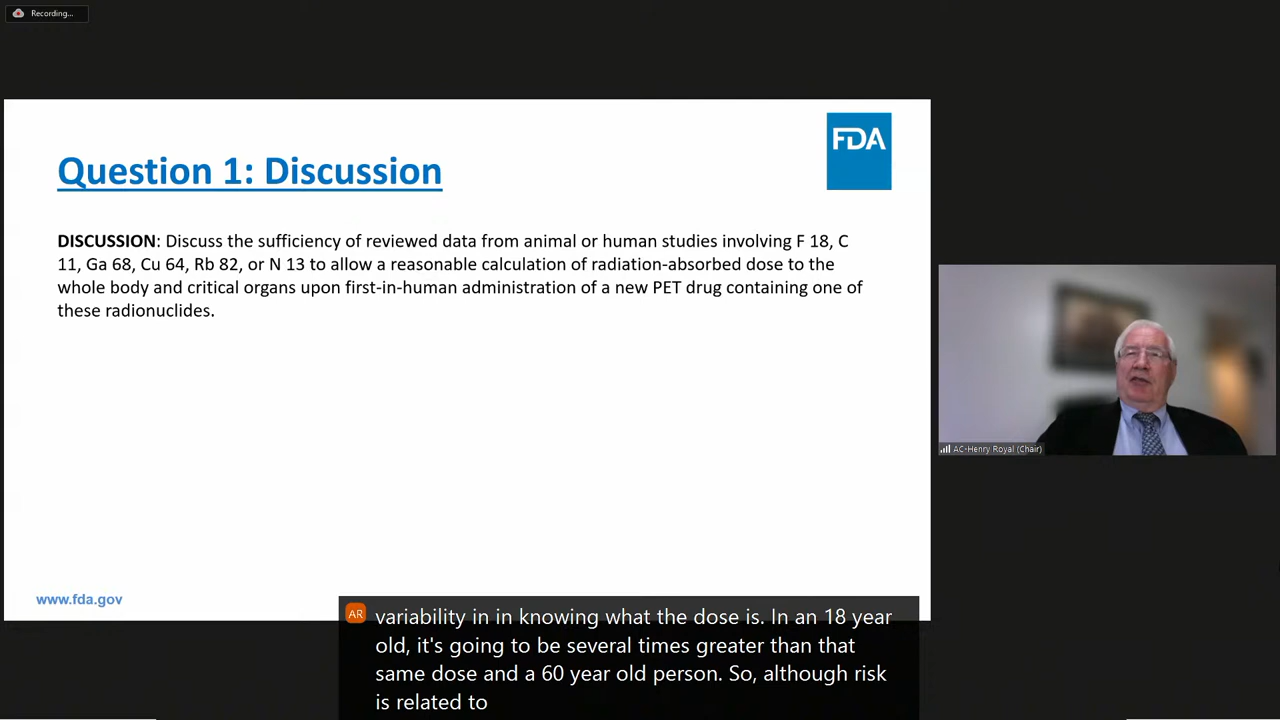 Recording...
FDA
Question 1: Discussion
DISCUSSION: Discuss the sufficiency of reviewed data from animal or human studies involving F 18, C
11, Ga 68, Cu 64, Rb 82, or N 13 to allow a reasonable calculation of radiation-absorbed dose to the
whole body and critical organs upon first-in-human administration of a new PET drug containing one of
these radionuclides.
AC-Henry Royal (Chair)
www.fda.gov
AR
variability in in knowing what the dose is. In an 18 year
old, it's going to be several times greater than that
same dose and a 60 year old person. So, although risk
is related to